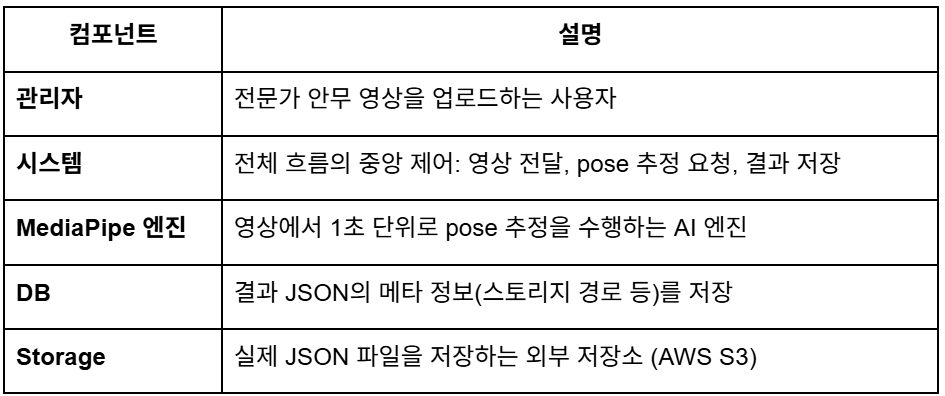 컴포넌트 설명
관리자 전문가 안무 영상을 업로드하는 사용자
시스템 전체 흐름의 중앙 제어: 영상 전달, pose 추정 요청, 결과 저장
MediaPipe 엔진 영상에서 1초 단위로 pose 추정을 수행하는 AI 엔진
DB 결과 JSON의 메타 정보(스토리지 경로 등)를 저장
Storage 실제 JSON 파일을 저장하는 외부 저장소 (AWS S3)